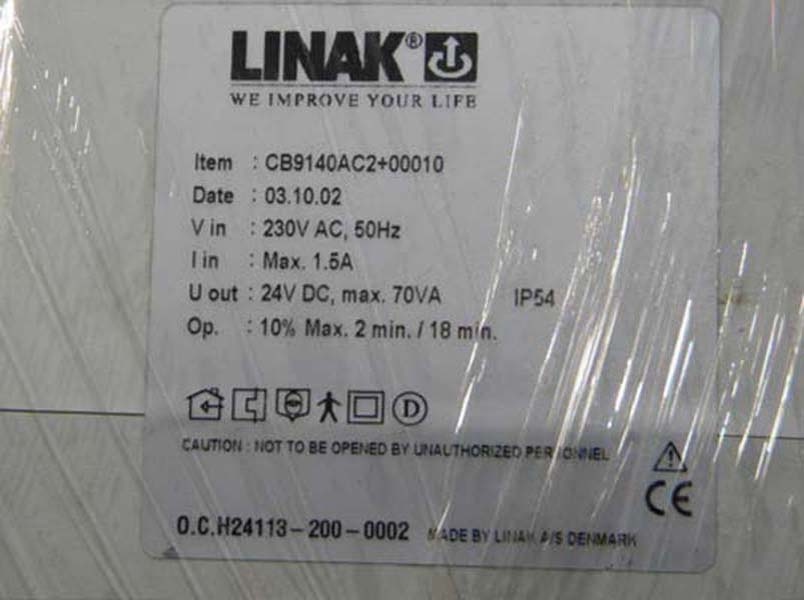 LINAK®
WE IMPROVE YOUR LIFE
Item : CB9140AC2+00010
Date : 03.10.02
V in : 230V AC, 50Hz
I in : Max. 1.5A
U out : 24V DC, max. 70VA IP54
Op. : 10% Max. 2 min. / 18 min.
D
CAUTION : NOT TO BE OPENED BY UNAUTHORIZED PERSONNEL
CE
O.C.H24113-200-0002 MADE BY LINAK A/S DENMARK